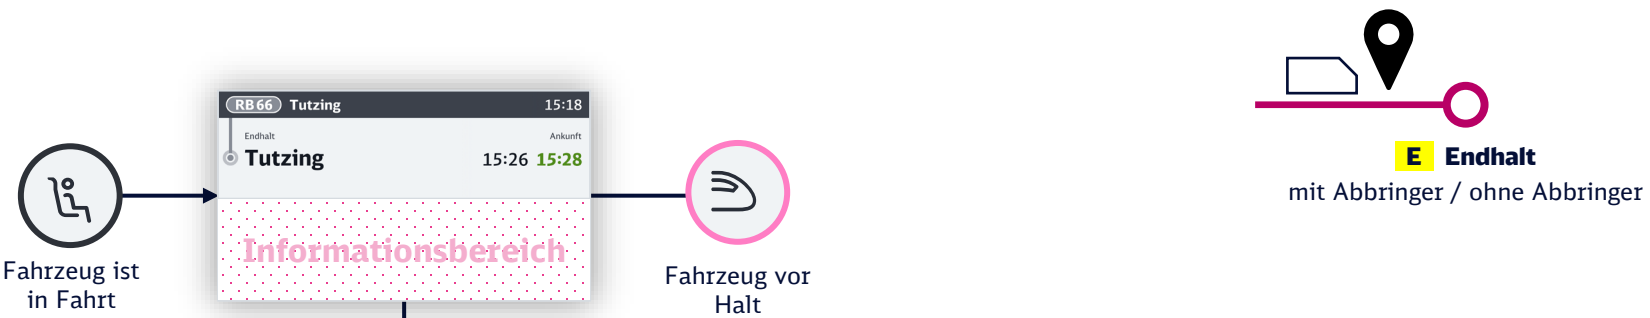 RB 66 Tutzing 15:18
Endhalt Ankunft
Tutzing 15:26 15:28
Informationsbereich
Fahrzeug ist
in Fahrt
Fahrzeug vor
Halt
E Endhalt
mit Abbringer / ohne Abbringer